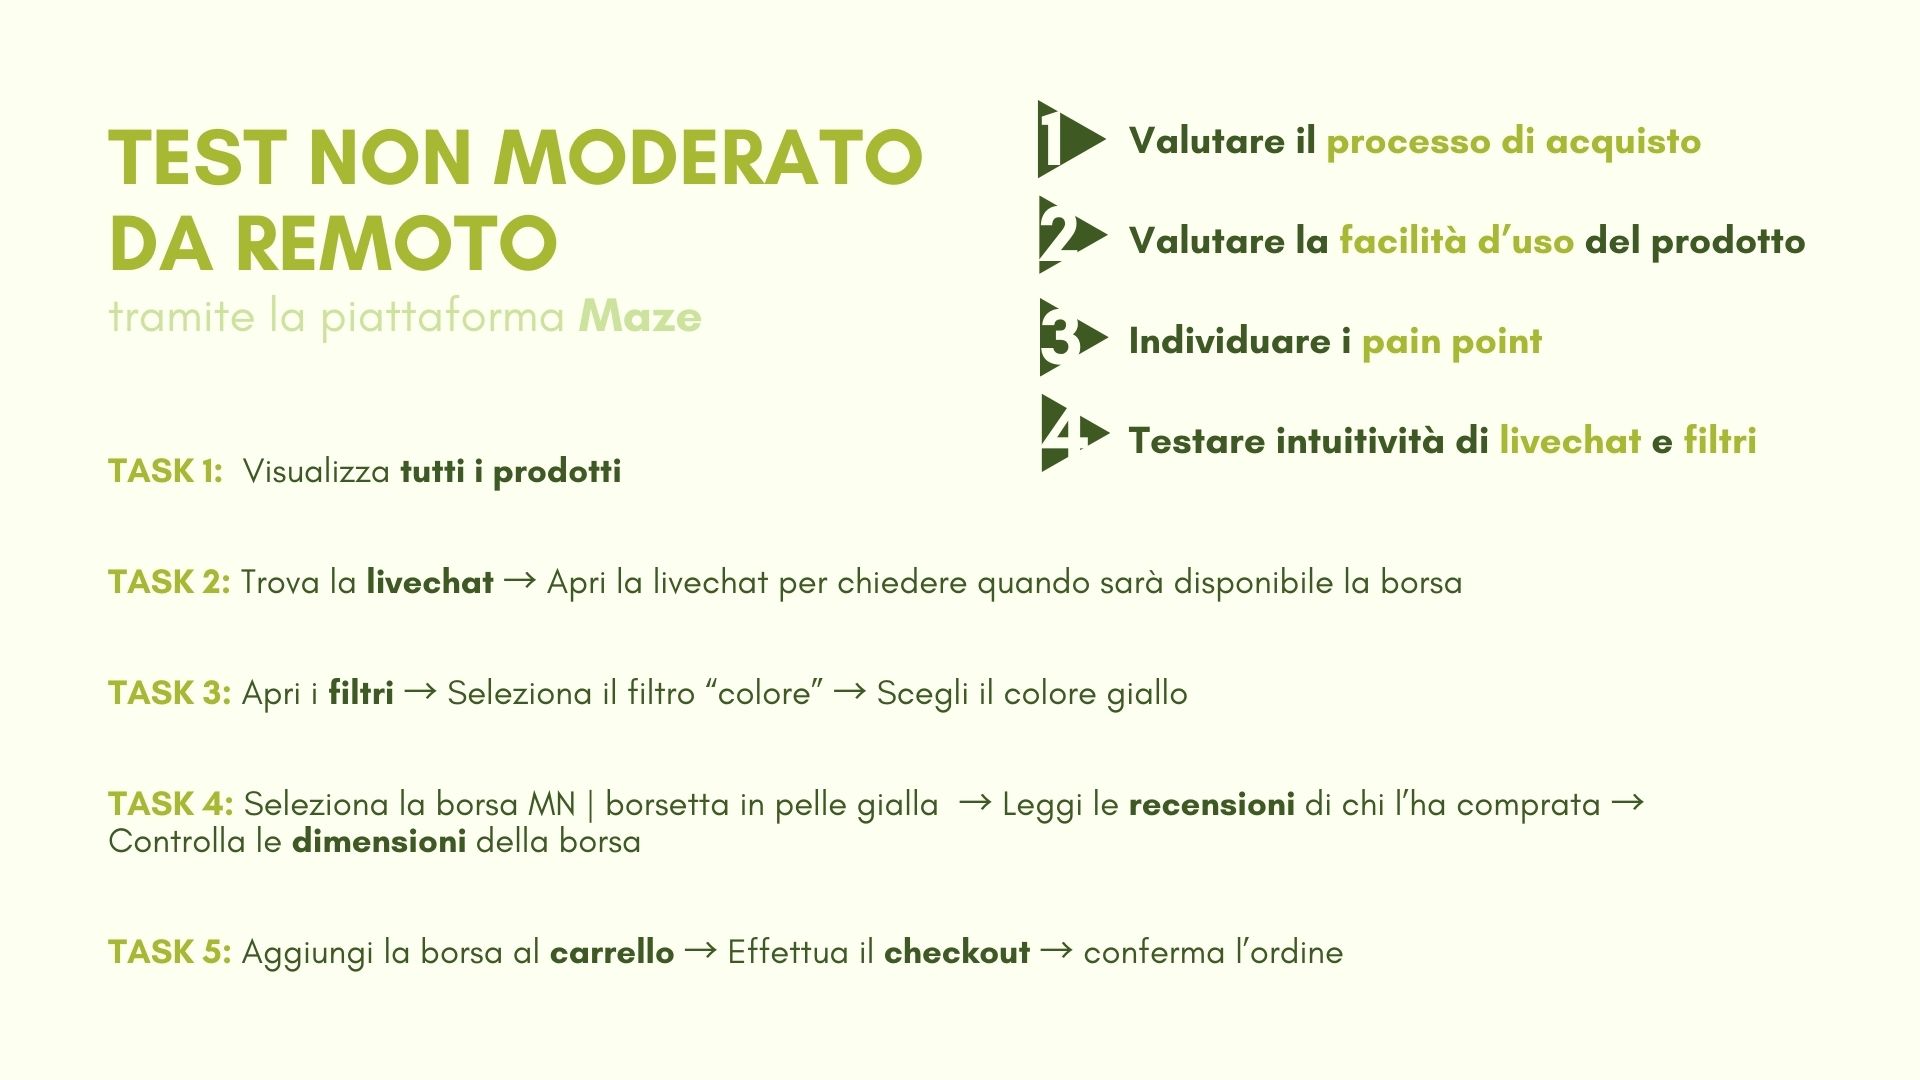 TEST NON MODERATO
DA REMOTO
tramite la piattaforma Maze
1 Valutare il processo di acquisto
2 Valutare la facilità d’uso del prodotto
3 Individuare i pain point
4 Testare intuitività di livechat e filtri
TASK 1: Visualizza tutti i prodotti
TASK 2: Trova la livechat → Apri la livechat per chiedere quando sarà disponibile la borsa
TASK 3: Apri i filtri → Seleziona il filtro “colore” → Scegli il colore giallo
TASK 4: Seleziona la borsa MN | borsetta in pelle gialla → Leggi le recensioni di chi l’ha comprata →
Controlla le dimensioni della borsa
TASK 5: Aggiungi la borsa al carrello → Effettua il checkout → conferma l’ordine